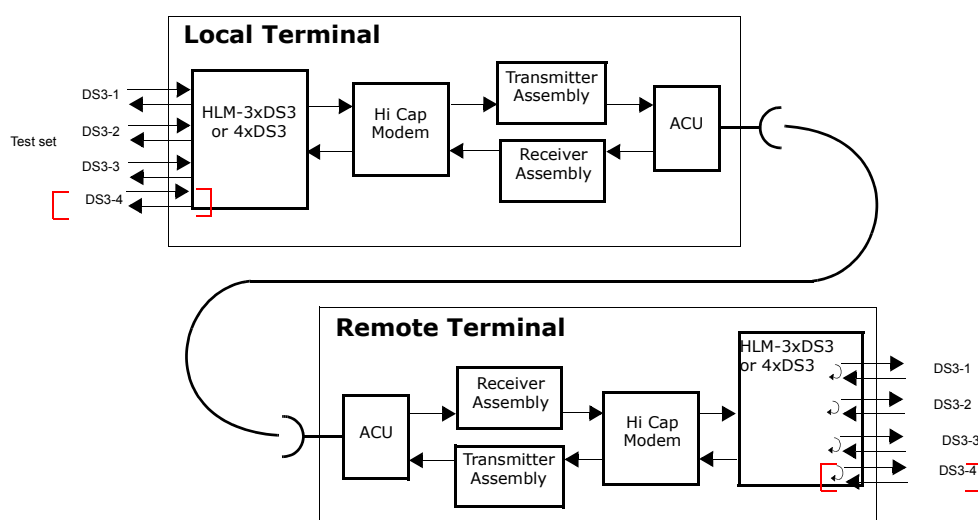 Local Terminal
Test set
DS3-1
DS3-2
DS3-3
DS3-4
HLM-3xDS3
or 4xDS3
Hi Cap
Modem
Transmitter
Assembly
Receiver
Assembly
ACU
Remote Terminal
ACU
Receiver
Assembly
Transmitter
Assembly
Hi Cap
Modem
HLM-3xDS3
or 4xDS3
DS3-1
DS3-2
DS3-3
DS3-4